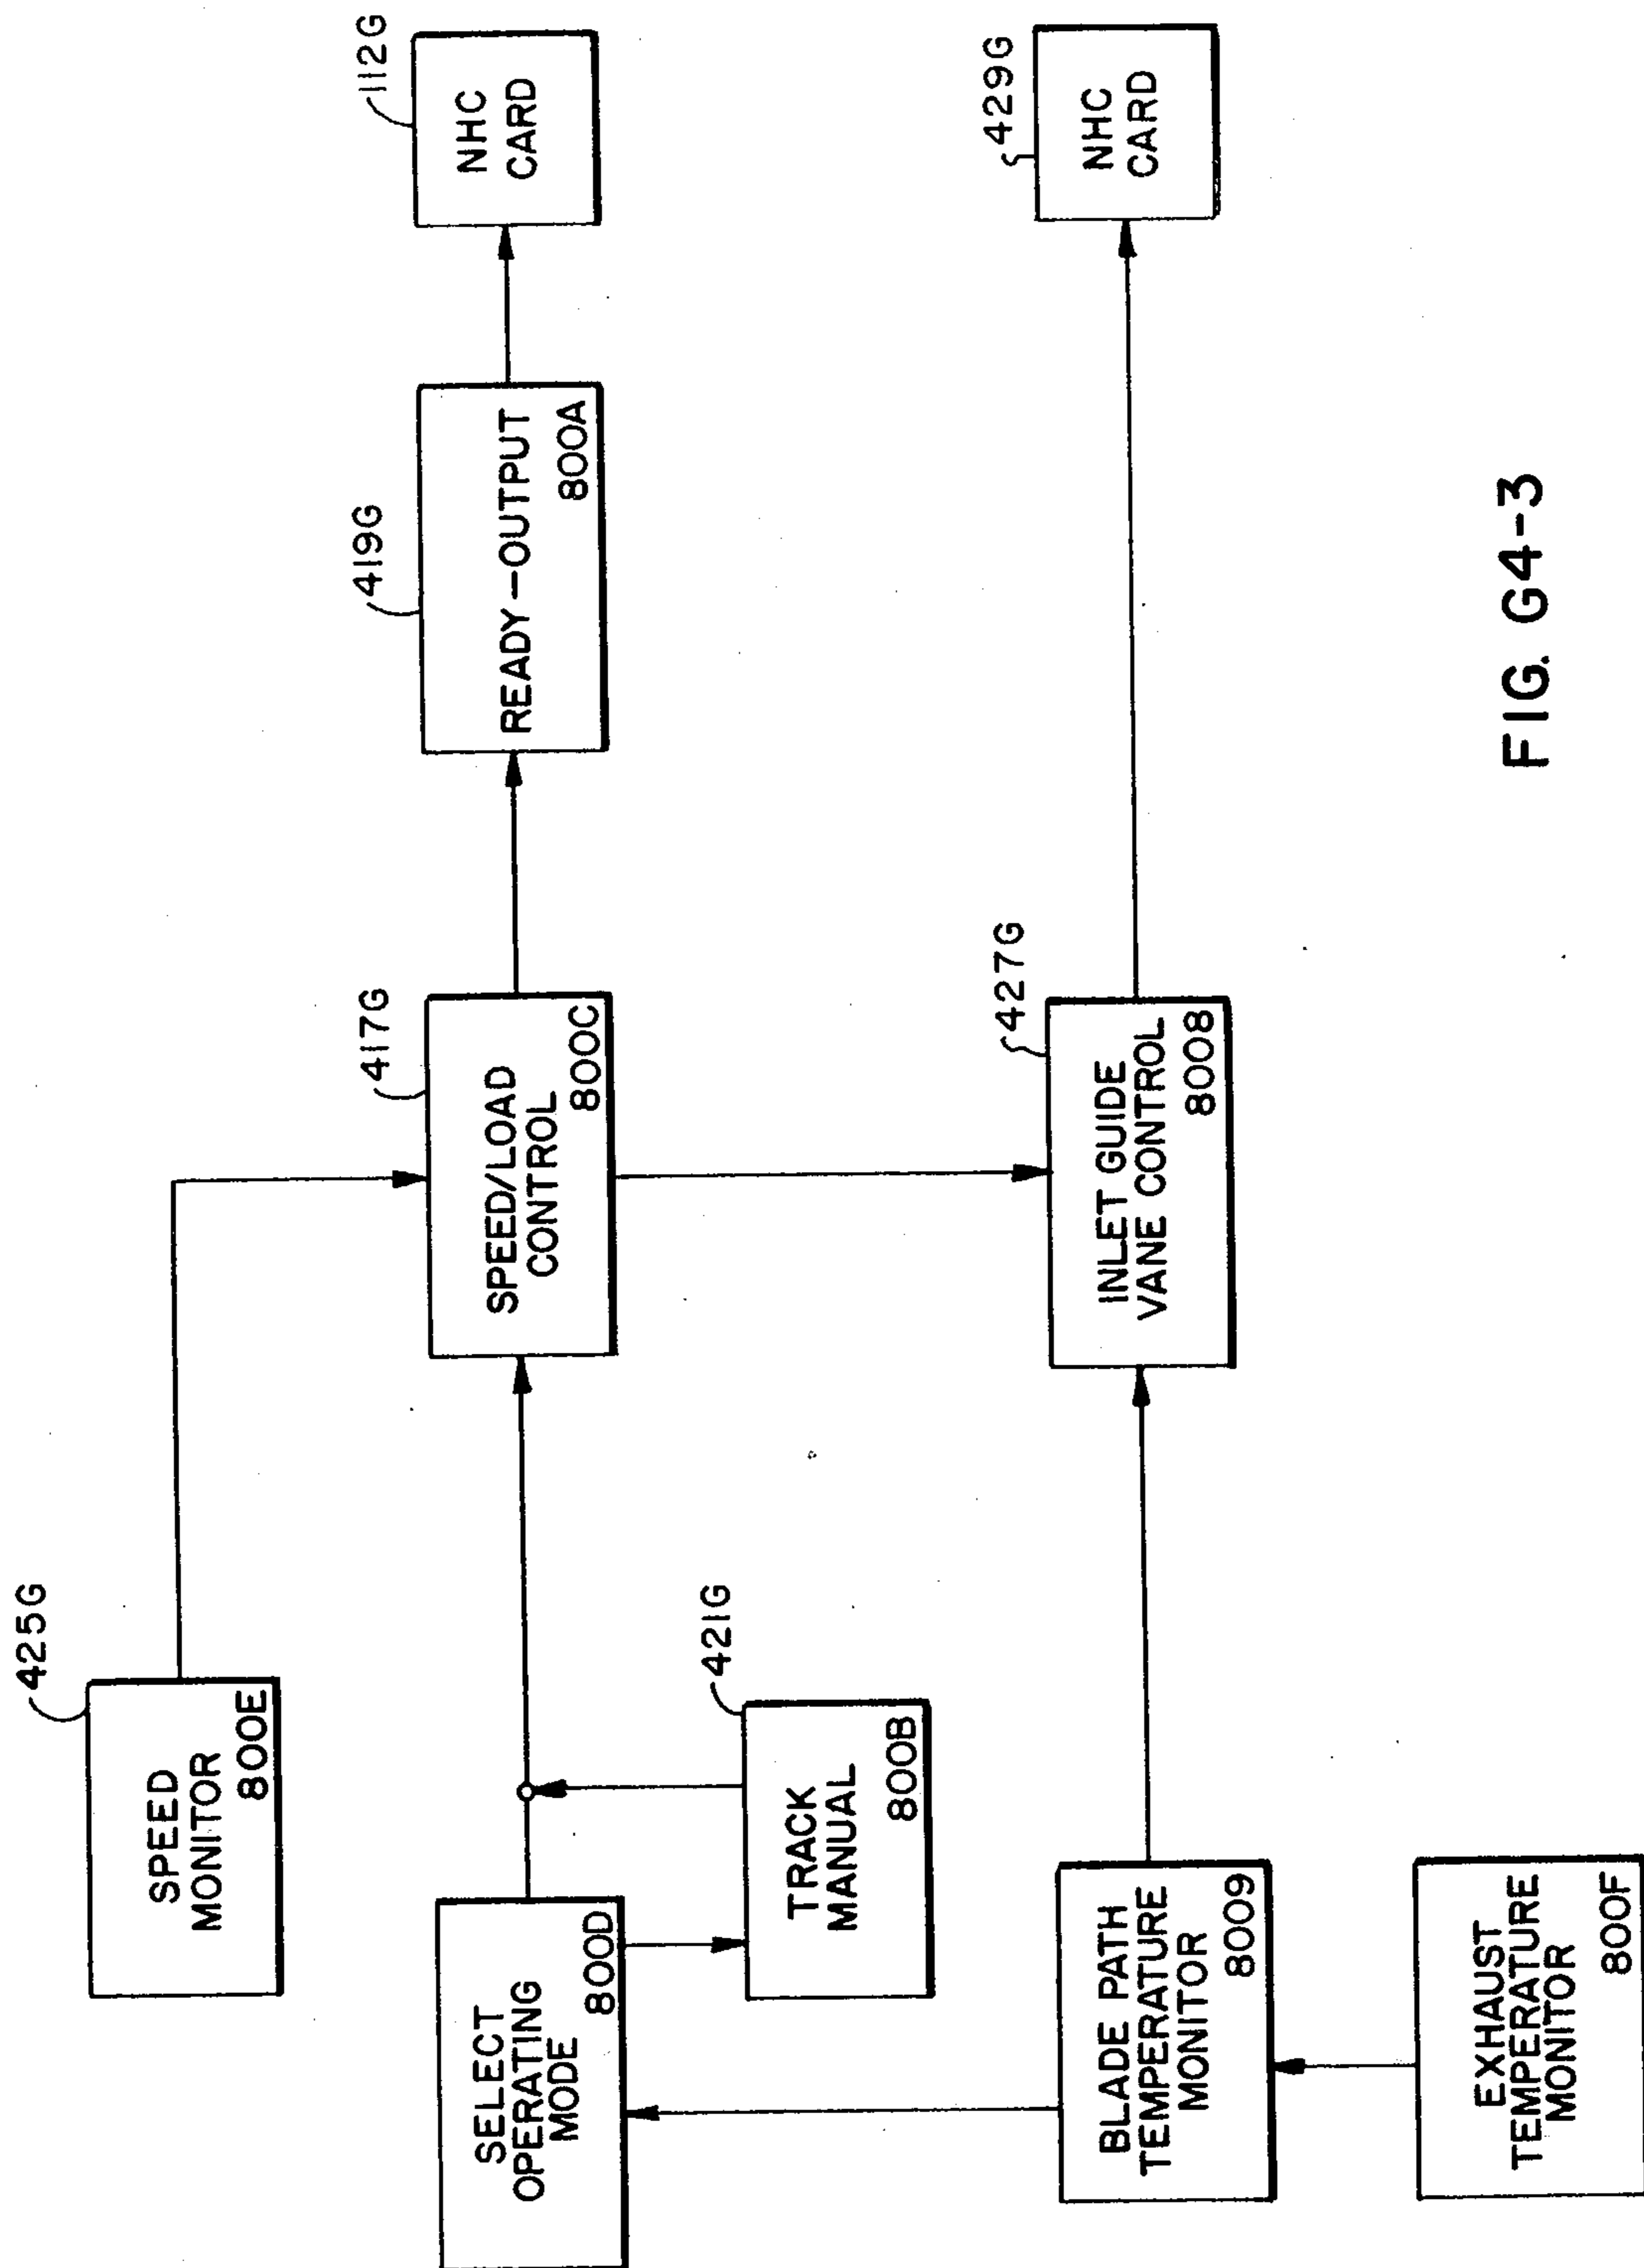 425G
SPEED
MONITOR
800E
SELECT
OPERATING
MODE
800D
421G
TRACK
MANUAL
800B
417G
SPEED/LOAD
CONTROL
800C
419G
READY-OUTPUT
800A
112G
NHC
CARD
BLADE PATH
TEMPERATURE
MONITOR
8009
427G
INLET GUIDE
VANE CONTROL
8008
429G
NHC
CARD
EXHAUST
TEMPERATURE
MONITOR
800F
FIG. G4-3